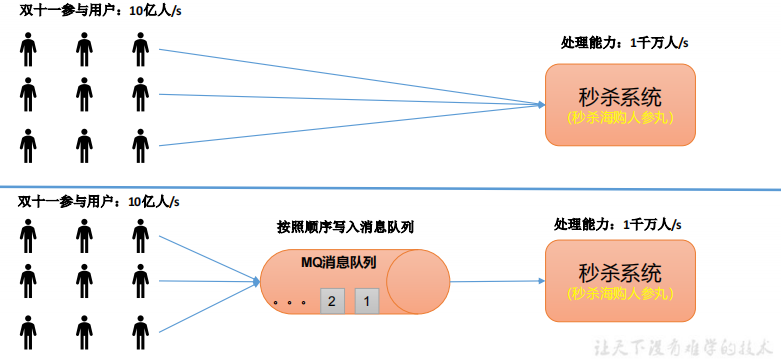 双十一参与用户：10亿人/s
处理能力：1千万人/s
秒杀系统
(秒杀海购人参丸)
双十一参与用户：10亿人/s
按照顺序写入消息队列
处理能力：1千万人/s
MQ消息队列
。。。 2 1
秒杀系统
(秒杀海购人参丸)
让天下没有难学的技术